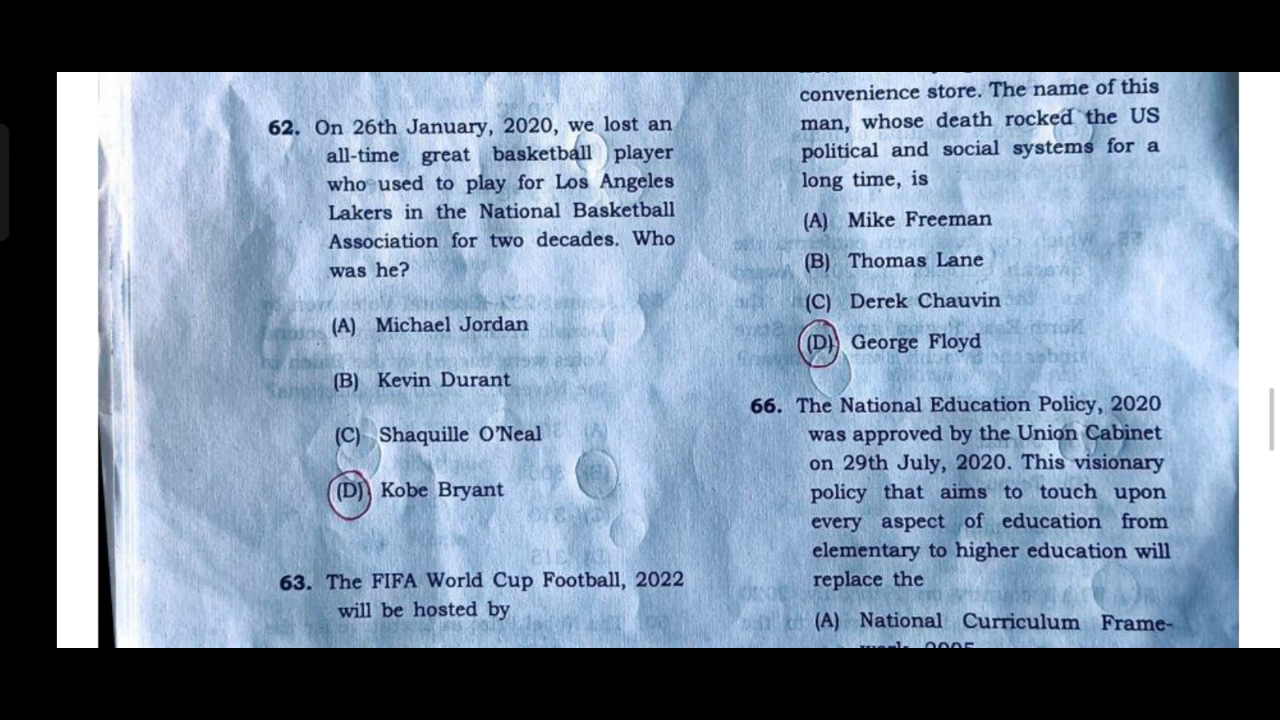 62. On 26th January, 2020, we lost an
all-time great basketball player
who used to play for Los Angeles
Lakers in the National Basketball
Association for two decades. Who
was he?
(A) Michael Jordan
(B) Kevin Durant
(C) Shaquille O'Neal
(D) Kobe Bryant
63. The FIFA World Cup Football, 2022
will be hosted by
convenience store. The name of this
man, whose death rocked the US
political and social systems for a
long time, is
(A) Mike Freeman
(B) Thomas Lane
(C) Derek Chauvin
(D) George Floyd
66. The National Education Policy, 2020
was approved by the Union Cabinet
on 29th July, 2020. This visionary
policy that aims to touch upon
every aspect of education from
elementary to higher education will
replace the
(A) National Curriculum Frame-
work 2005